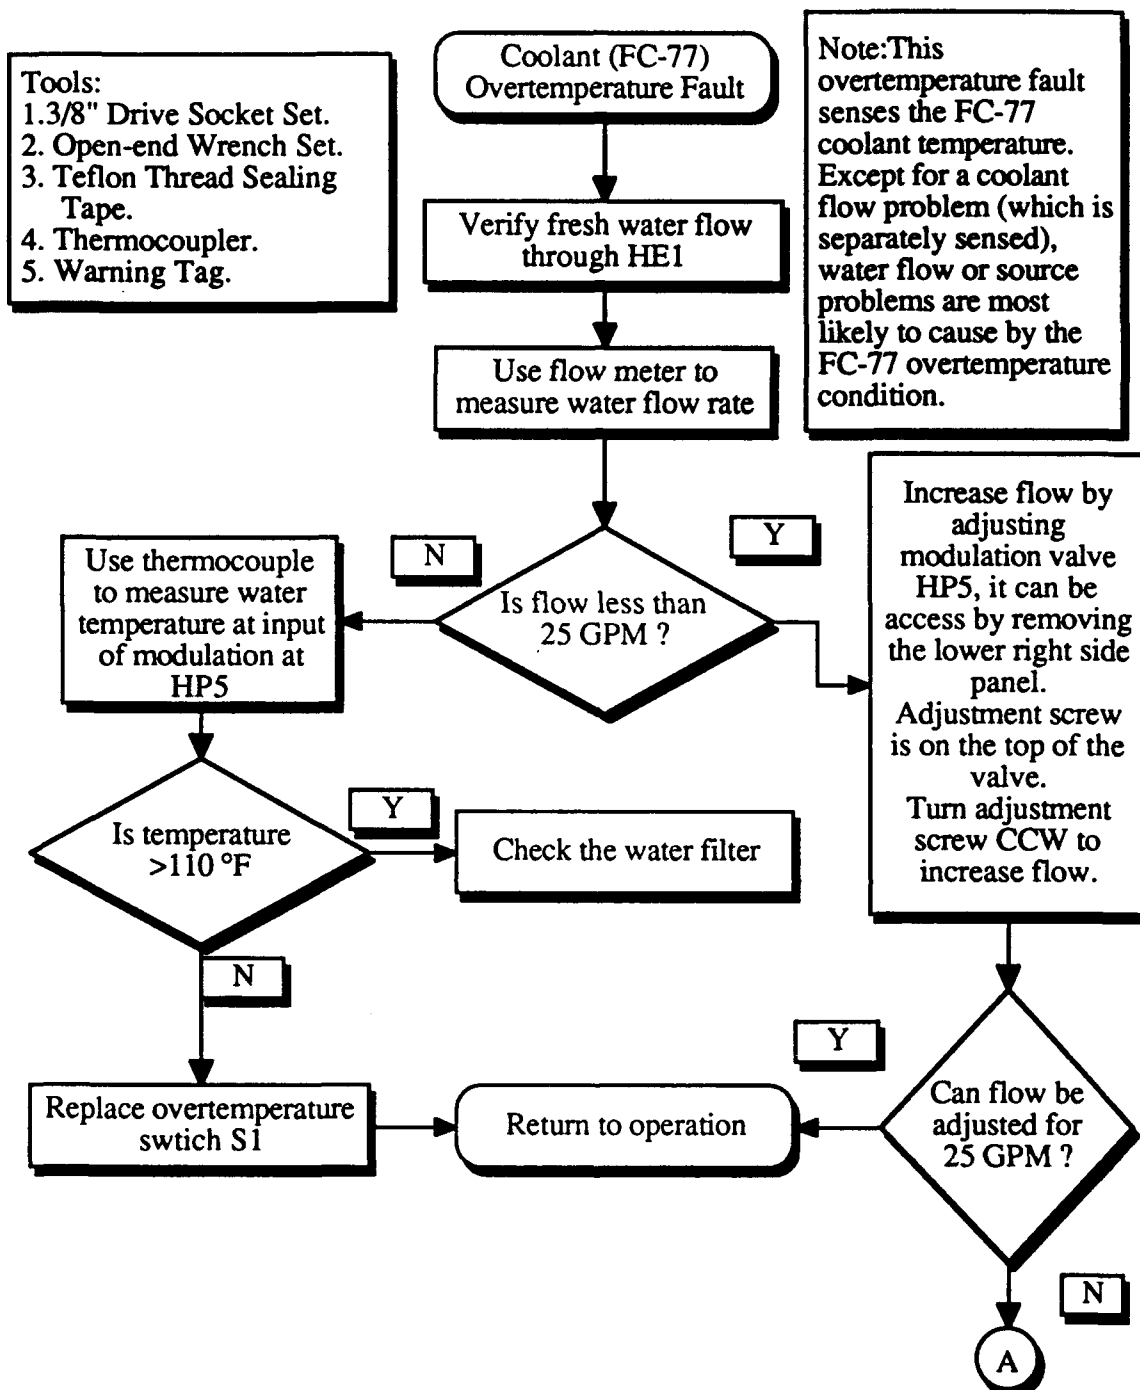 Tools:
1.3/8" Drive Socket Set.
2. Open-end Wrench Set.
3. Teflon Thread Sealing
Tape.
4. Thermocoupler.
5. Warning Tag.
Coolant (FC-77)
Overtemperature Fault
Note:This
overtemperature fault
senses the FC-77
coolant temperature.
Except for a coolant
flow problem (which is
separately sensed),
water flow or source
problems are most
likely to cause by the
FC-77 overtemperature
condition.
Verify fresh water flow
through HE1
Use flow meter to
measure water flow rate
Is flow less than
25 GPM ?
N
Y
Use thermocouple
to measure water
temperature at input
of modulation at
HP5
Increase flow by
adjusting
modulation valve
HP5, it can be
access by removing
the lower right side
panel.
Adjustment screw
is on the top of the
valve.
Turn adjustment
screw CCW to
increase flow.
Is temperature
>110 °F
Y
Check the water filter
N
Replace overtemperature
swtich S1
Return to operation
Y
Can flow be
adjusted for
25 GPM ?
N
A